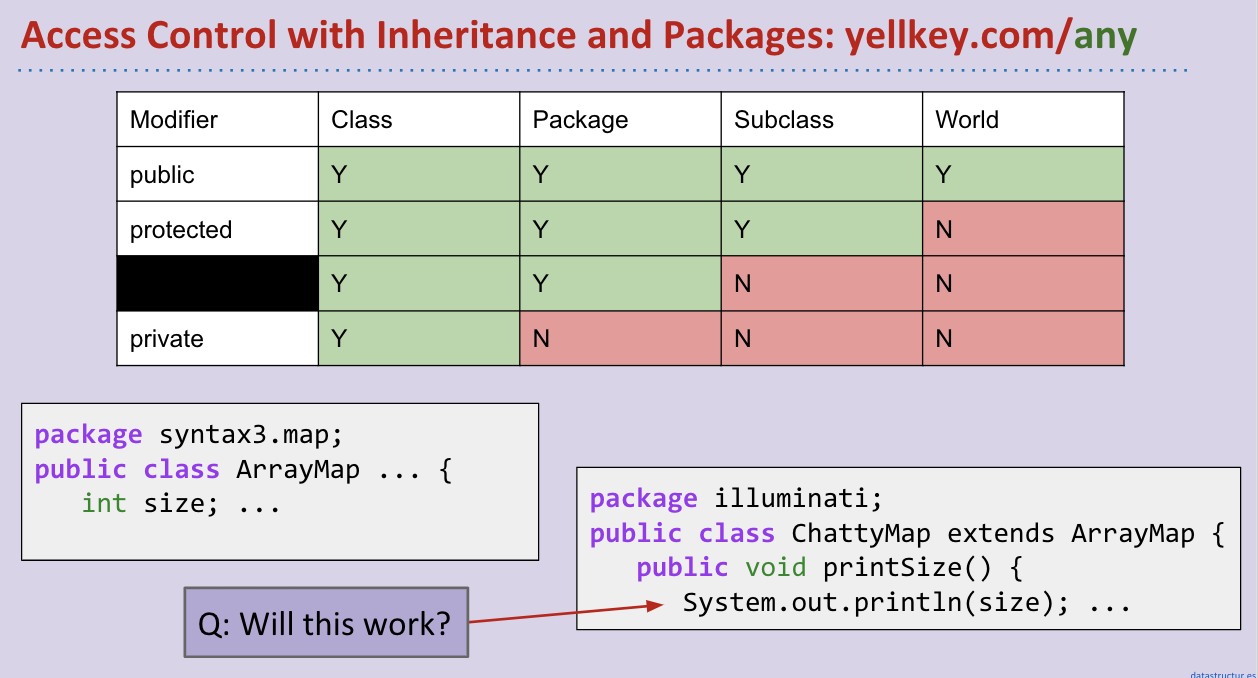 Access Control with Inheritance and Packages: yellkey.com/any
Modifier Class Package Subclass World
public Y Y Y Y
protected Y Y Y N
Y Y N N
private Y N N N
package syntax3.map;
public class ArrayMap ... {
int size; ...
package illuminati;
public class ChattyMap extends ArrayMap {
public void printSize() {
System.out.println(size); ...
Q: Will this work?
datastructur.es